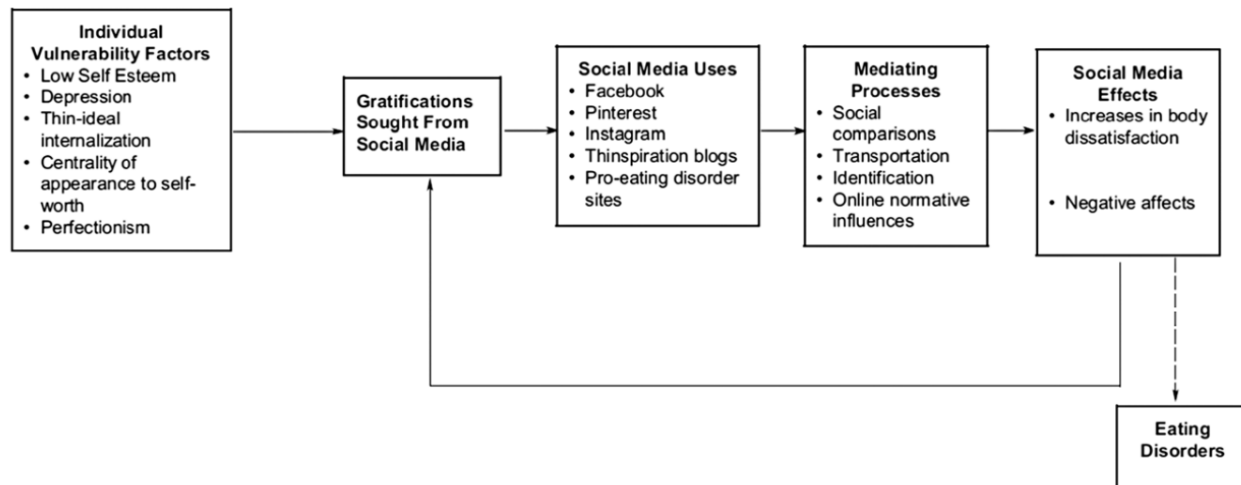 Individual
Vulnerability Factors
• Low Self Esteem
• Depression
• Thin-ideal
internalization
• Centrality of
appearance to self-
worth
• Perfectionism
Gratifications
Sought From
Social Media
Social Media Uses
• Facebook
• Pinterest
• Instagram
• Thinspiration blogs
• Pro-eating disorder
sites
Mediating
Processes
• Social
comparisons
• Transportation
• Identification
• Online normative
influences
Social Media
Effects
• Increases in body
dissatisfaction
• Negative affects
Eating
Disorders